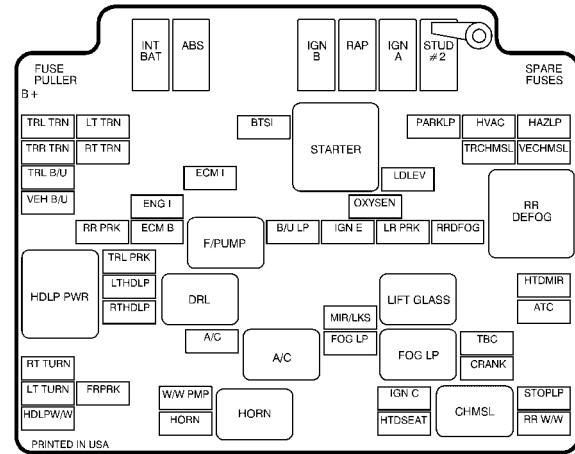 INT BAT
ABS
IGN B
RAP
IGN A
STUD #2
FUSE PULLER
SPARE FUSES
B+
TRL TRN
LT TRN
BTSI
STARTER
PARKLP
HVAC
HAZLP
TRR TRN
RT TRN
TRCHMSL
VECHMSL
TRL B/U
ECM I
LDLEV
RR DEFOG
VEH B/U
ENG I
OXYSEN
RR PRK
ECM B
F/PUMP
B/U LP
IGN E
LR PRK
RRDFOG
TRL PRK
HDLP PWR
LTHDLP
DRL
LIFT GLASS
HTDMIR
RTHDLP
MIR/LKS
ATC
A/C
A/C
FOG LP
FOG LP
TBC
RT TURN
CRANK
LT TURN
FRPRK
W/W PMP
HORN
IGN C
CHMSL
STOPLP
HDLPW/W
HORN
HTDSEAT
RR W/W
PRINTED IN USA